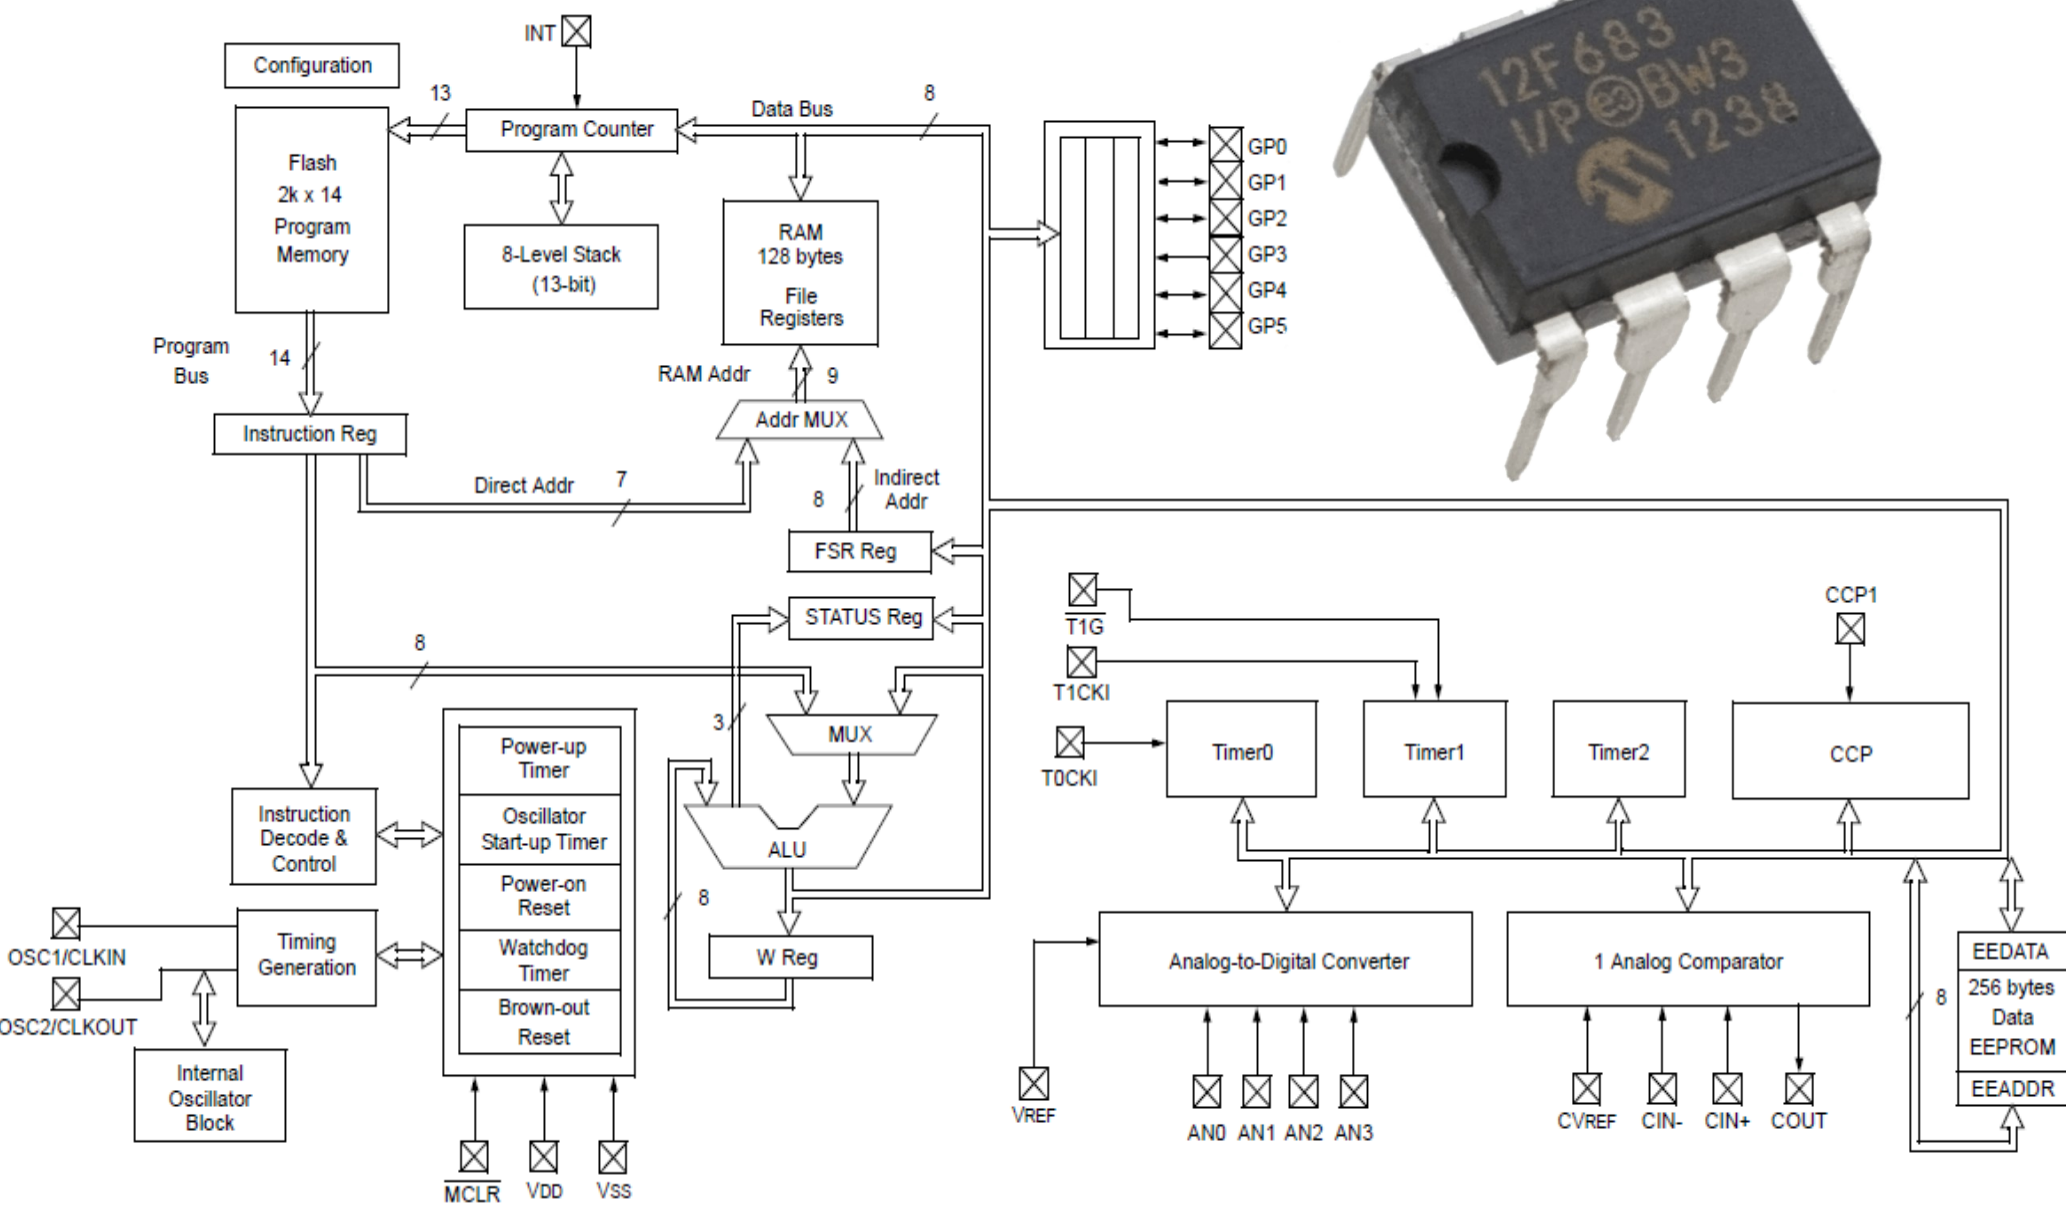 INT
Configuration
13
Program Counter
Data Bus
8
Flash
2k x 14
Program
Memory
8-Level Stack
(13-bit)
RAM
128 bytes
File
Registers
GP0
GP1
GP2
GP3
GP4
GP5
12F683
I/P e3 BW3
1238
Program
Bus
14
RAM Addr
9
Addr MUX
Instruction Reg
Direct Addr
7
8
Indirect
Addr
FSR Reg
STATUS Reg
8
3
MUX
ALU
8
W Reg
Power-up
Timer
Oscillator
Start-up Timer
Power-on
Reset
Watchdog
Timer
Brown-out
Reset
Instruction
Decode &
Control
Timing
Generation
OSC1/CLKIN
OSC2/CLKOUT
Internal
Oscillator
Block
MCLR
VDD
VSS
T1G
T1CKI
T0CKI
CCP1
Timer0
Timer1
Timer2
CCP
Analog-to-Digital Converter
1 Analog Comparator
VREF
AN0
AN1
AN2
AN3
CVREF
CIN-
CIN+
COUT
8
EEDATA
256 bytes
Data
EEPROM
EEADDR